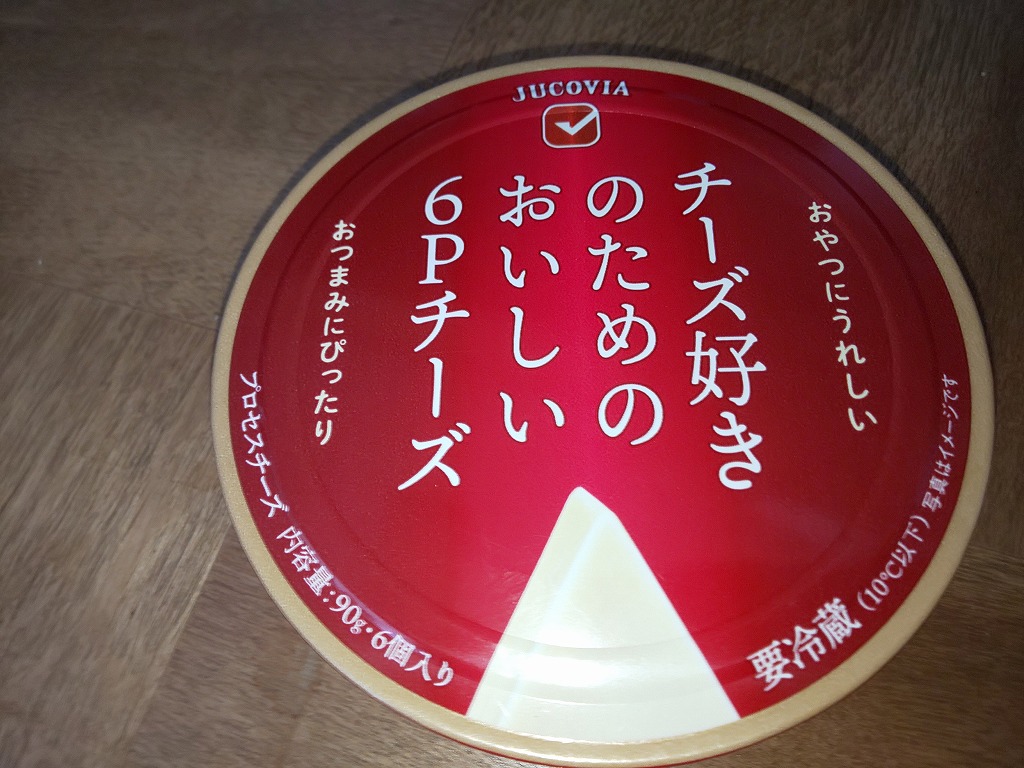 JUCOVIA
おやつにうれしい
チーズ好き
のための
おいしい
6Pチーズ
おつまみにぴったり
プロセスチーズ 内容量:90g・6個入り
要冷蔵(10℃以下)写真はイメージです